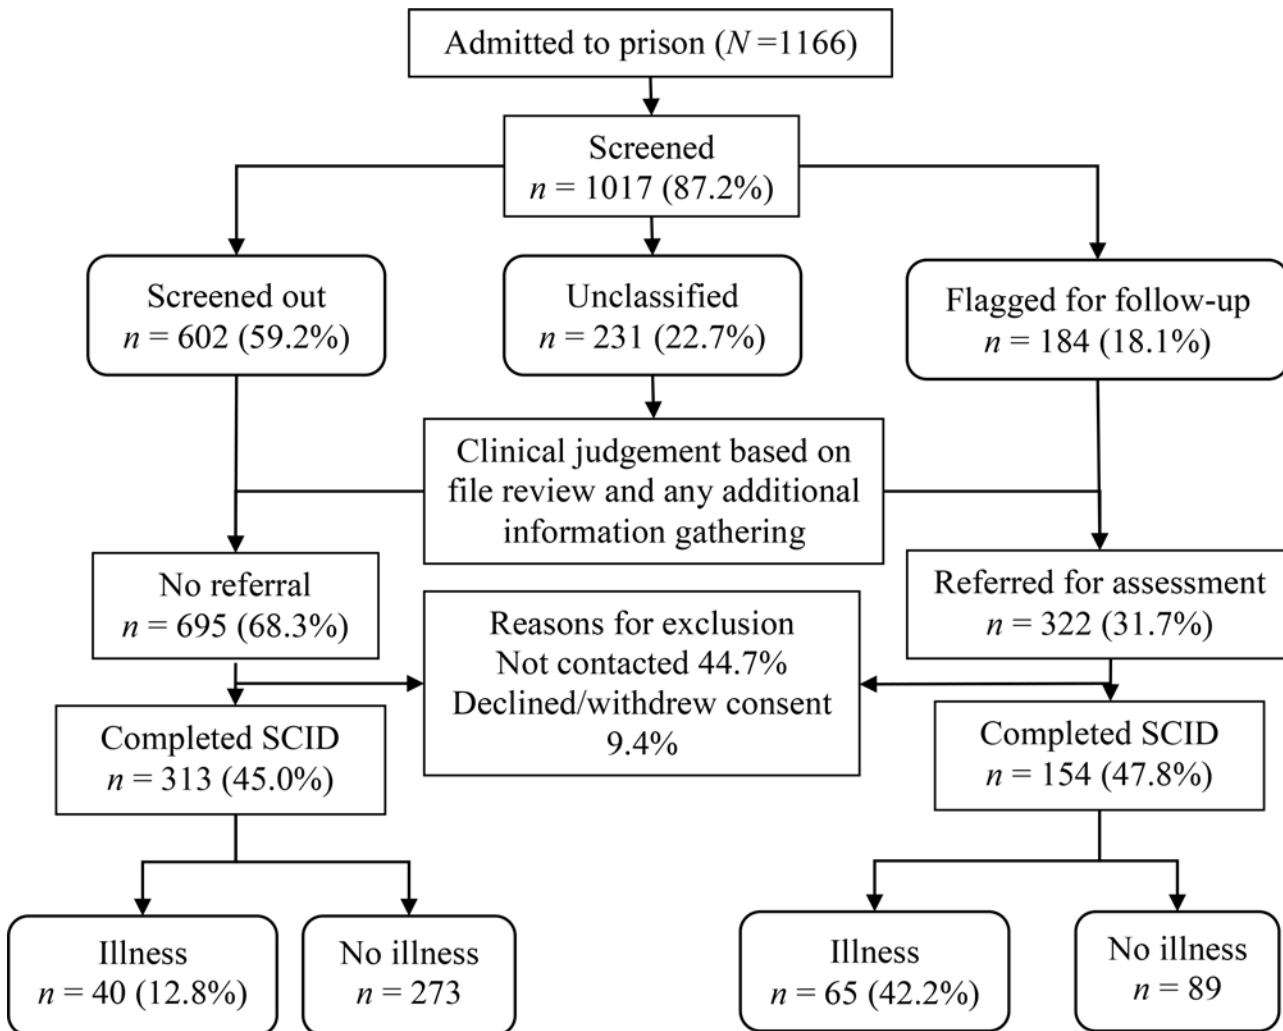 Admitted to prison (N =1166)
Screened
n = 1017 (87.2%)
Screened out
n = 602 (59.2%)
Unclassified
n = 231 (22.7%)
Flagged for follow-up
n = 184 (18.1%)
Clinical judgement based on
file review and any additional
information gathering
No referral
n = 695 (68.3%)
Referred for assessment
n = 322 (31.7%)
Reasons for exclusion
Not contacted 44.7%
Declined/withdrew consent
9.4%
Completed SCID
n = 313 (45.0%)
Completed SCID
n = 154 (47.8%)
Illness
n = 40 (12.8%)
No illness
n = 273
Illness
n = 65 (42.2%)
No illness
n = 89